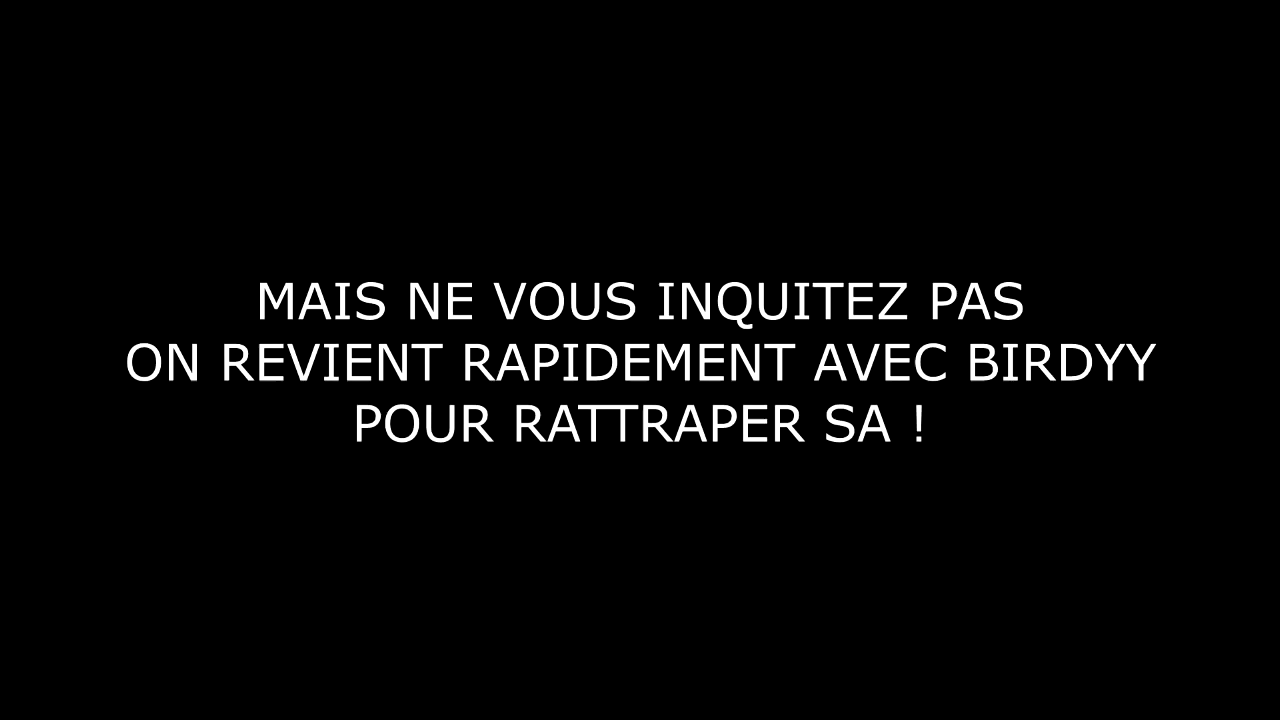 MAIS NE VOUS INQUITEZ PAS
ON REVIENT RAPIDEMENT AVEC BIRDYY
POUR RATTRAPER SA !